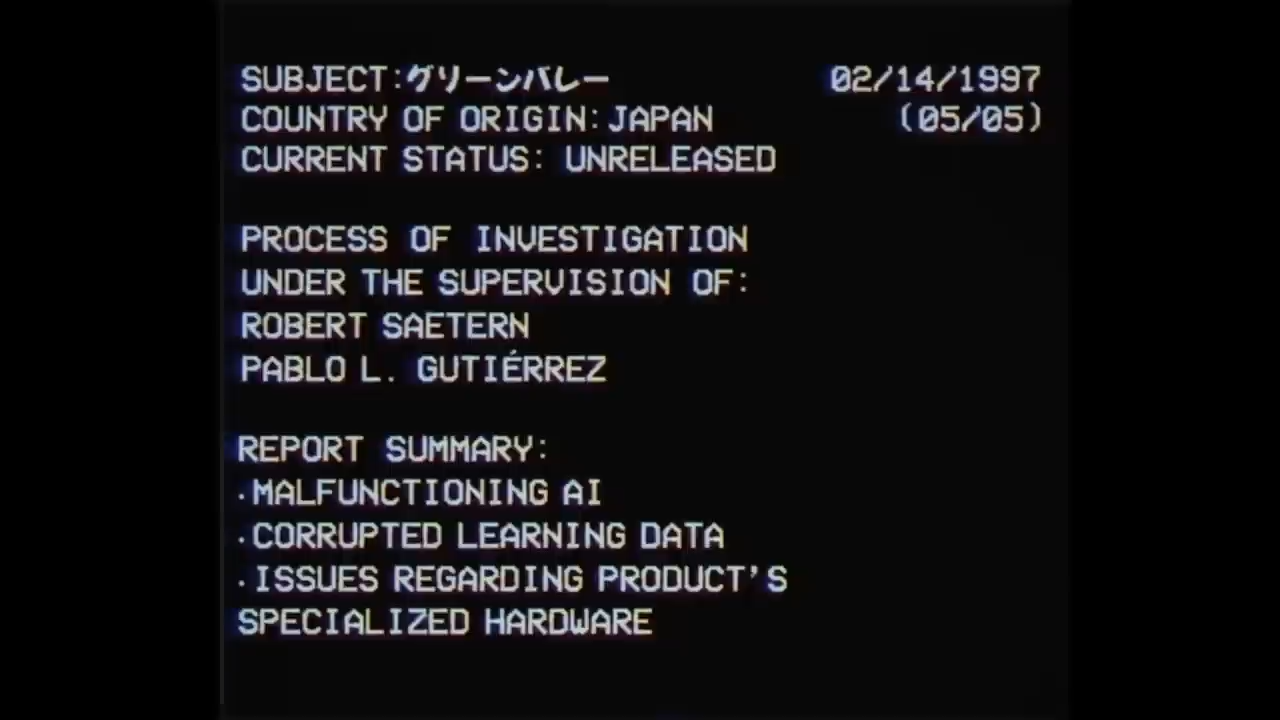 SUBJECT:グリーンバレー 02/14/1997
COUNTRY OF ORIGIN:JAPAN (05/05)
CURRENT STATUS: UNRELEASED
PROCESS OF INVESTIGATION
UNDER THE SUPERVISION OF:
ROBERT SAETERN
PABLO L. GUTIÉRREZ
REPORT SUMMARY:
·MALFUNCTIONING AI
·CORRUPTED LEARNING DATA
·ISSUES REGARDING PRODUCT'S
SPECIALIZED HARDWARE